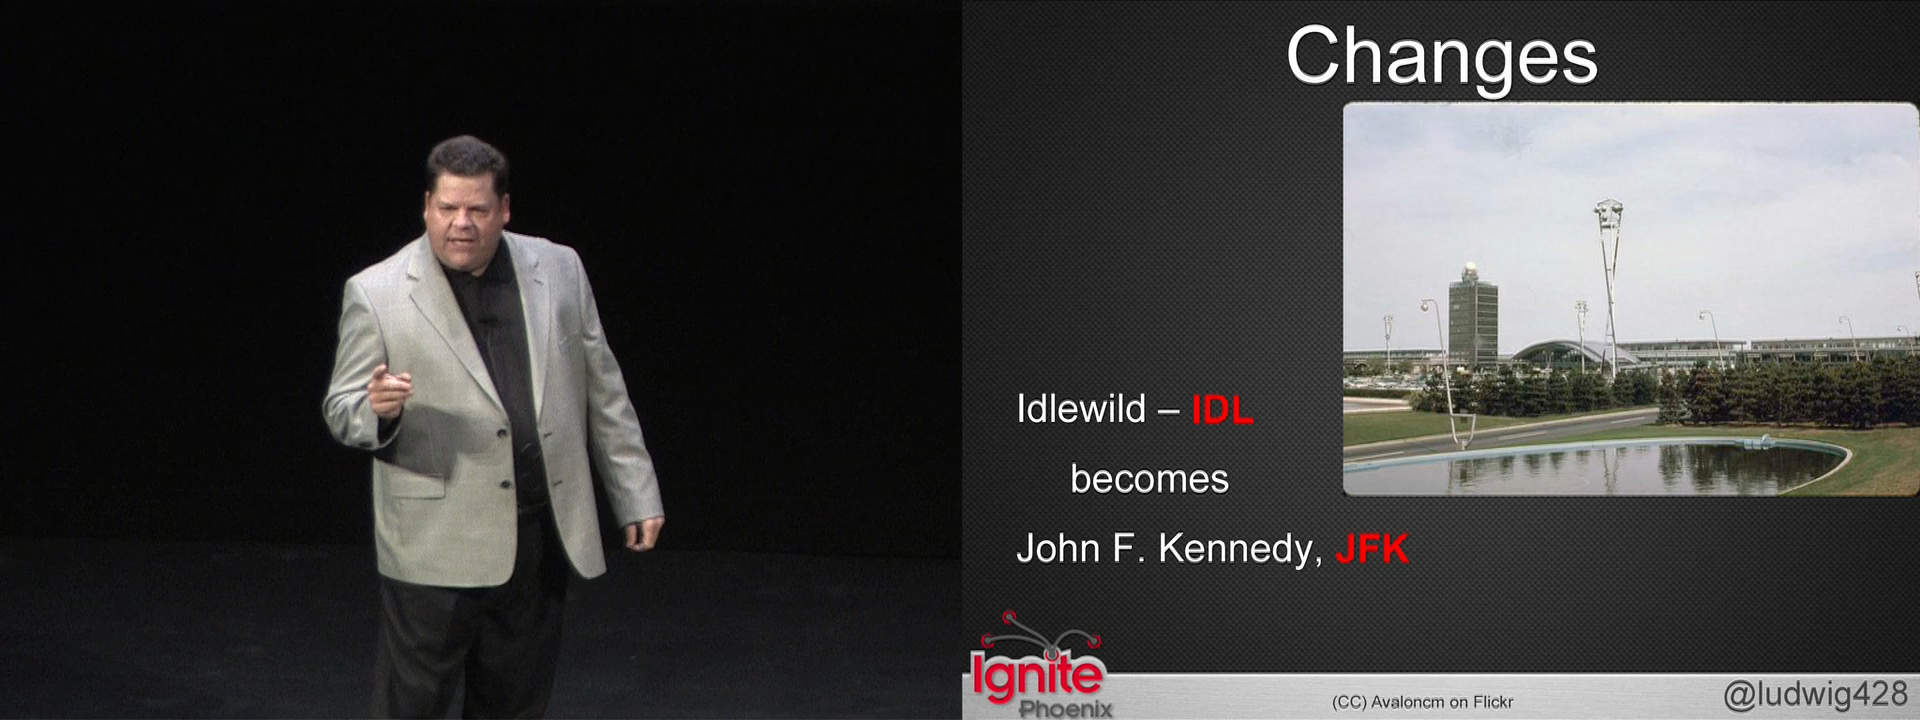 Changes
Idlewild – IDL
becomes
John F. Kennedy, JFK
Ignite
Phoenix
(CC) Avaloncm on Flickr
@ludwig428